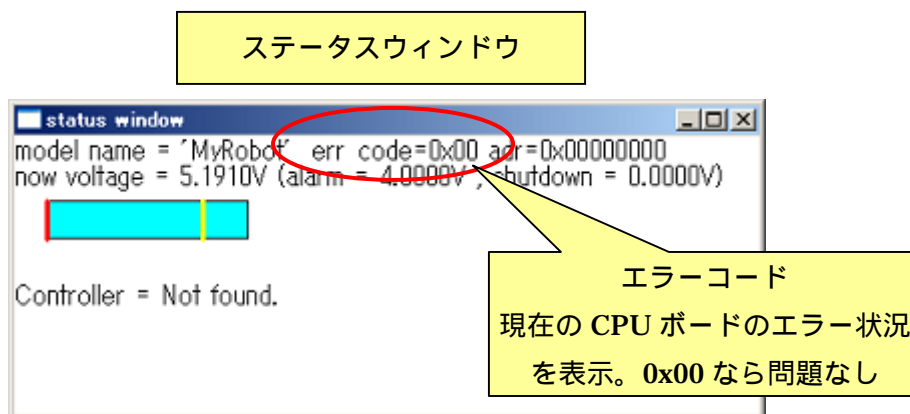 ステータスウィンドウ
status window
model name = 'MyRobot' err code=0x00 adr=0x00000000
now voltage = 5.1910V (alarm = 4.0000V , shutdown = 0.0000V)
Controller = Not found.
エラーコード
現在の CPU ボードのエラー状況
を表示。0x00 なら問題なし